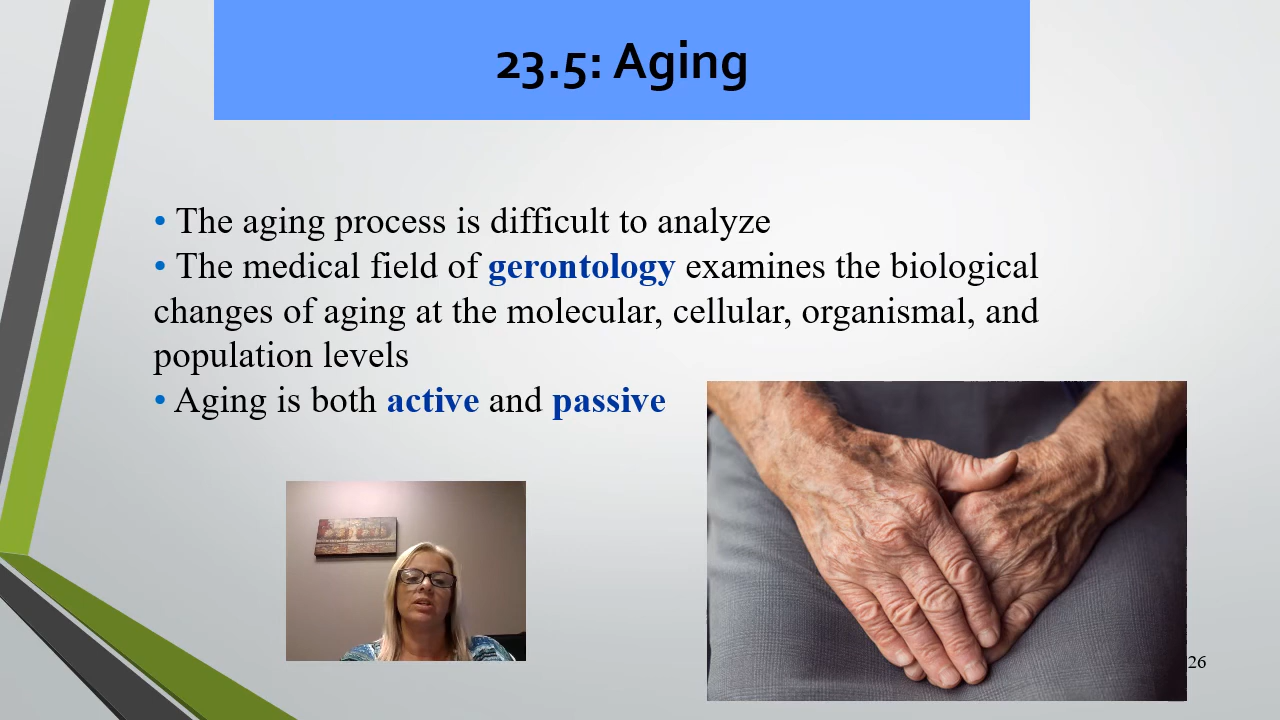 23.5: Aging
• The aging process is difficult to analyze
• The medical field of gerontology examines the biological
changes of aging at the molecular, cellular, organismal, and
population levels
• Aging is both active and passive
26